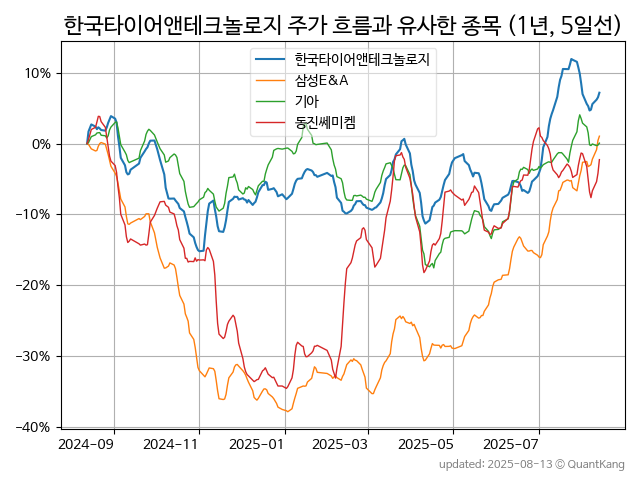 한국타이어앤테크놀로지 주가 흐름과 유사한 종목 (1년, 5일선)
한국타이어앤테크놀로지
삼성E&A
기아
동진쎄미켐
10%
0%
−10%
−20%
−30%
−40%
2024-09 2024-11 2025-01 2025-03 2025-05 2025-07
updated: 2025-08-13 © QuantKang